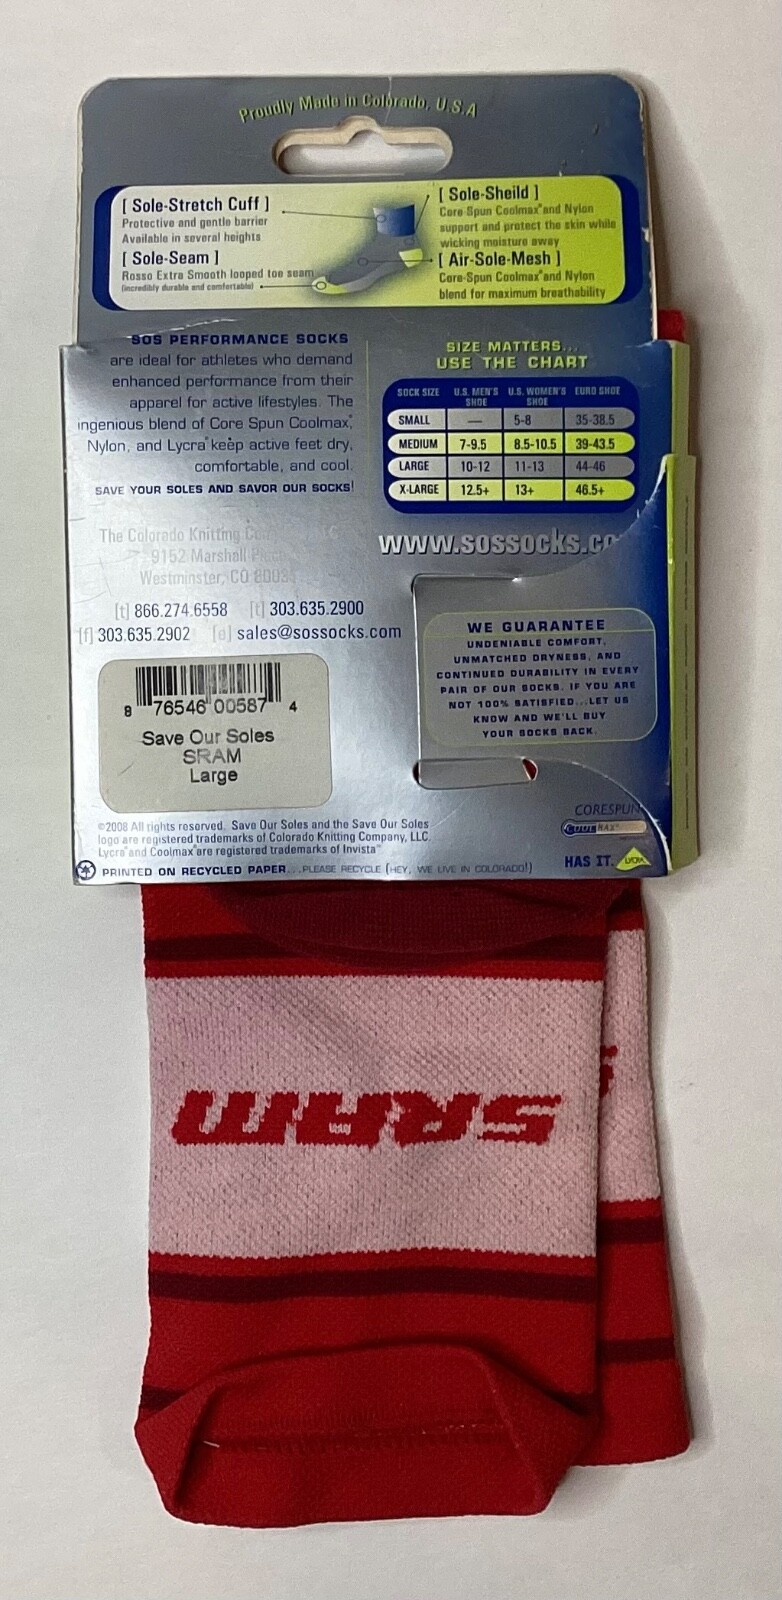 Proudly Made in Colorado, U.S.A
[ Sole-Stretch Cuff ]
Protective and gentle barrier
Available in several heights
[ Sole-Seam ]
Rosso Extra Smooth looped toe seam
(incredibly durable and comfortable)
[ Sole-Sheild ]
Core-Spun Coolmax® and Nylon
support and protect the skin while
wicking moisture away
[ Air-Sole-Mesh ]
Core-Spun Coolmax® and Nylon
blend for maximum breathability
SOS PERFORMANCE SOCKS
are ideal for athletes who demand
enhanced performance from their
apparel for active lifestyles. The
ingenious blend of Core Spun Coolmax,®
Nylon, and Lycra® keep active feet dry,
comfortable, and cool.
SAVE YOUR SOLES AND SAVOR OUR SOCKS!
SIZE MATTERS...
USE THE CHART
SOCK SIZE U.S. MEN'S SHOE U.S. WOMEN'S SHOE EURO SHOE
SMALL — 5-8 35-38.5
MEDIUM 7-9.5 8.5-10.5 39-43.5
LARGE 10-12 11-13 44-46
X-LARGE 12.5+ 13+ 46.5+
The Colorado Knitting
9152 Marshall
Westminster, CO
[t] 866.274.6558 [t] 303.635.2900
[f] 303.635.2902 [e] sales@sossocks.com
www.sossocks.co
WE GUARANTEE
UNDENIABLE COMFORT,
UNMATCHED DRYNESS, AND
CONTINUED DURABILITY IN EVERY
PAIR OF OUR SOCKS. IF YOU ARE
NOT 100% SATISFIED...LET US
KNOW AND WE'LL BUY
YOUR SOCKS BACK.
8 76546 00587 4
Save Our Soles
SRAM
Large
©2008 All rights reserved. Save Our Soles and the Save Our Soles
logo are registered trademarks of Colorado Knitting Company, LLC.
Lycra® and Coolmax® are registered trademarks of Invista™
CORESPUN
COOLMAX
HAS IT. LYCRA
PRINTED ON RECYCLED PAPER...PLEASE RECYCLE (HEY, WE LIVE IN COLORADO!)
SRAM